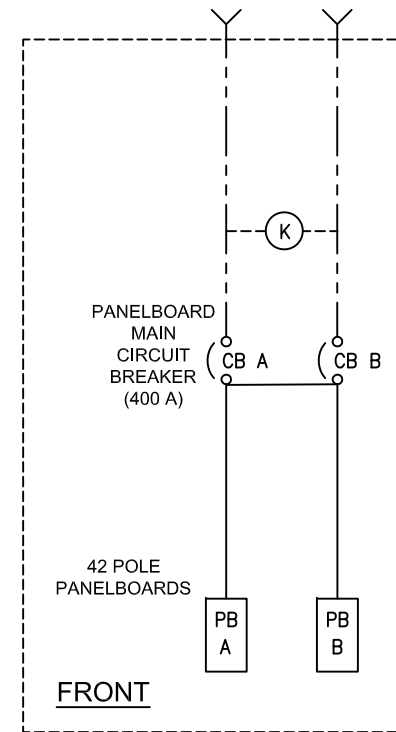 K
PANELBOARD
MAIN
CIRCUIT
BREAKER
(400 A)
CB A
CB B
42 POLE
PANELBOARDS
PB
A
PB
B
FRONT